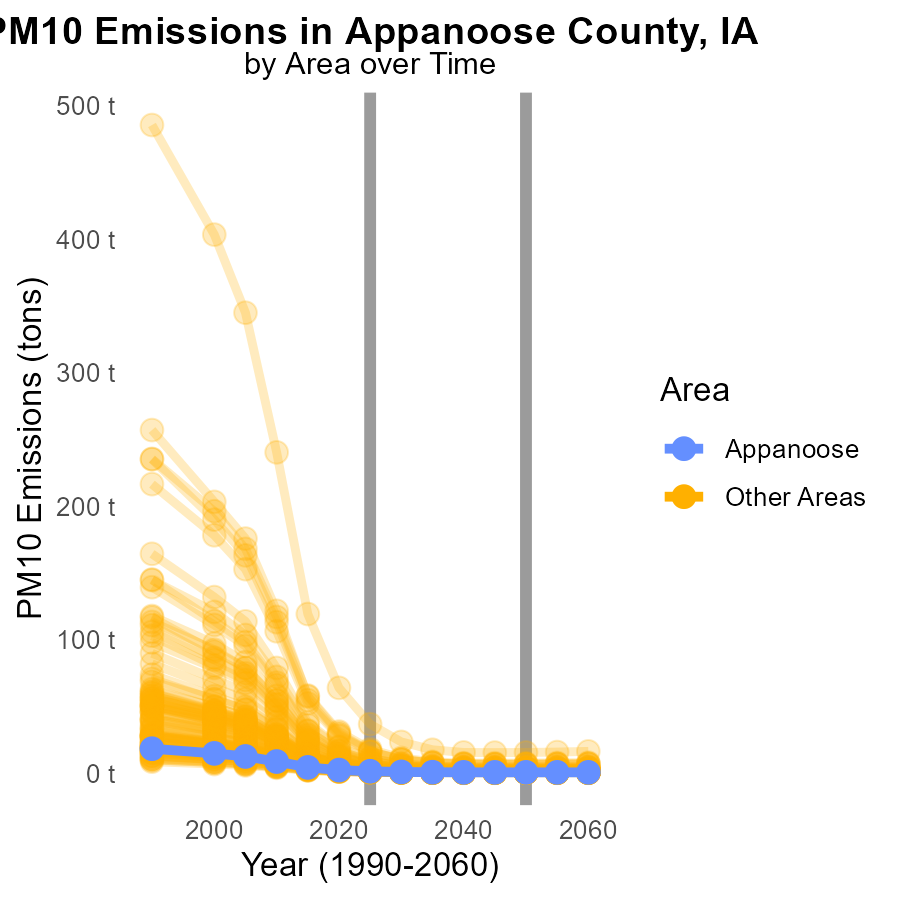 PM10 Emissions in Appanoose County, IA
by Area over Time
500 t
400 t
300 t
200 t
100 t
0 t
PM10 Emissions (tons)
2000 2020 2040 2060
Year (1990-2060)
Area
Appanoose
Other Areas